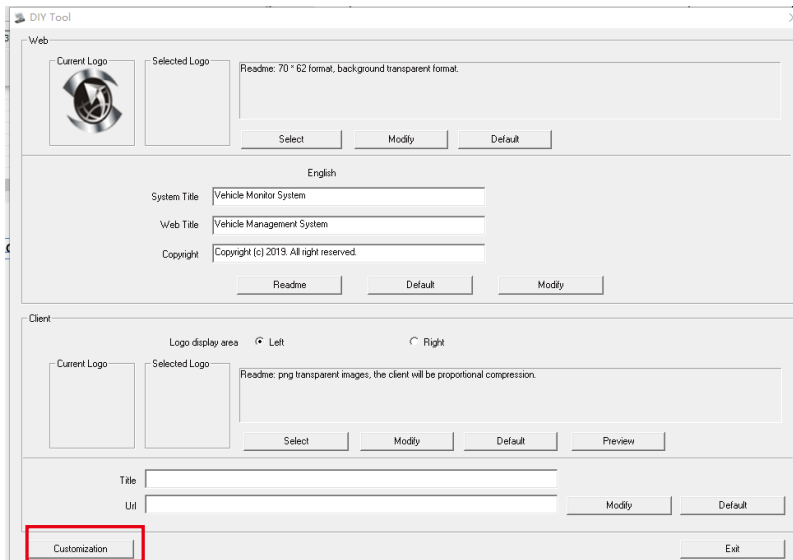 DIY Tool
Web
Current Logo
Selected Logo
Readme: 70 * 62 format, background transparent format.
Select Modify Default
English
System Title Vehicle Monitor System
Web Title Vehicle Management System
Copyright Copyright (c) 2019. All right reserved.
Readme Default Modify
Client
Logo display area Left Right
Current Logo
Selected Logo
Readme: png transparent images, the client will be proportional compression.
Select Modify Default Preview
Title
Url Modify Default
Customization Exit